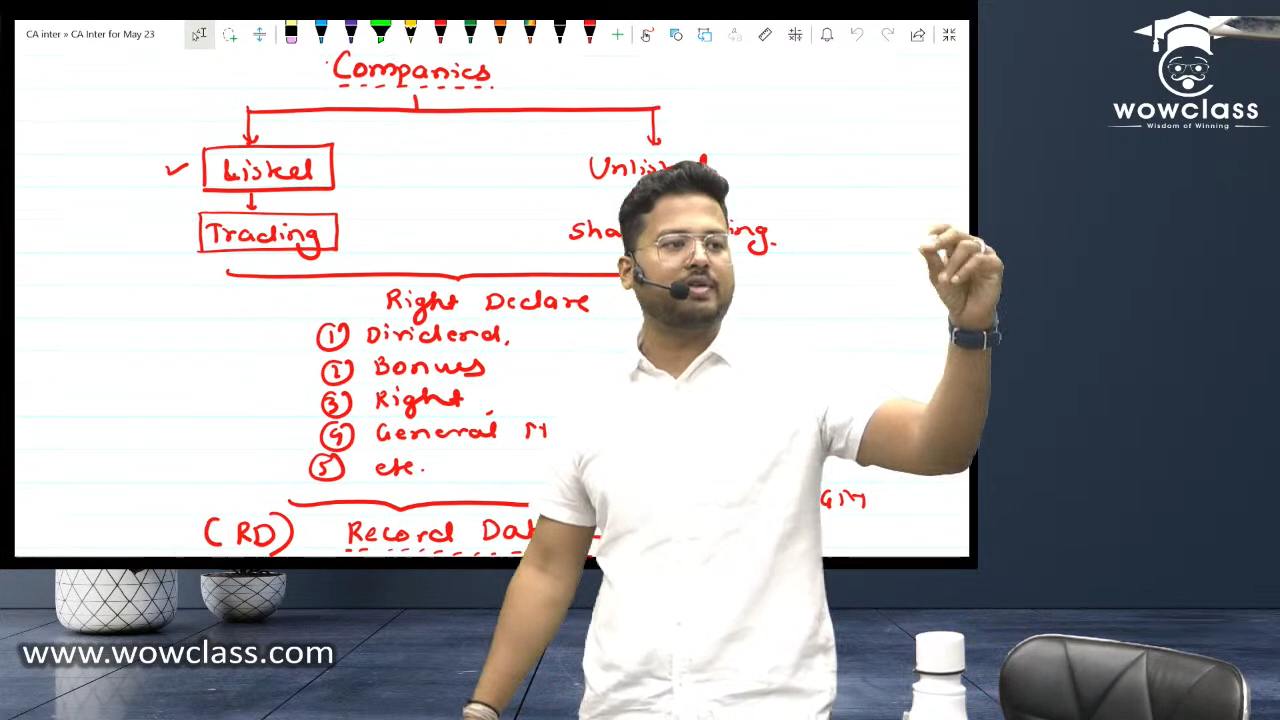 CA inter » CA Inter for May 23
wowclass
Wisdom of Winning
Companies
Listed
Trading
Right Declare
① Dividend,
② Bonus
③ Right,
④ General M
⑤ etc.
(RD) Record Dat
www.wowclass.com